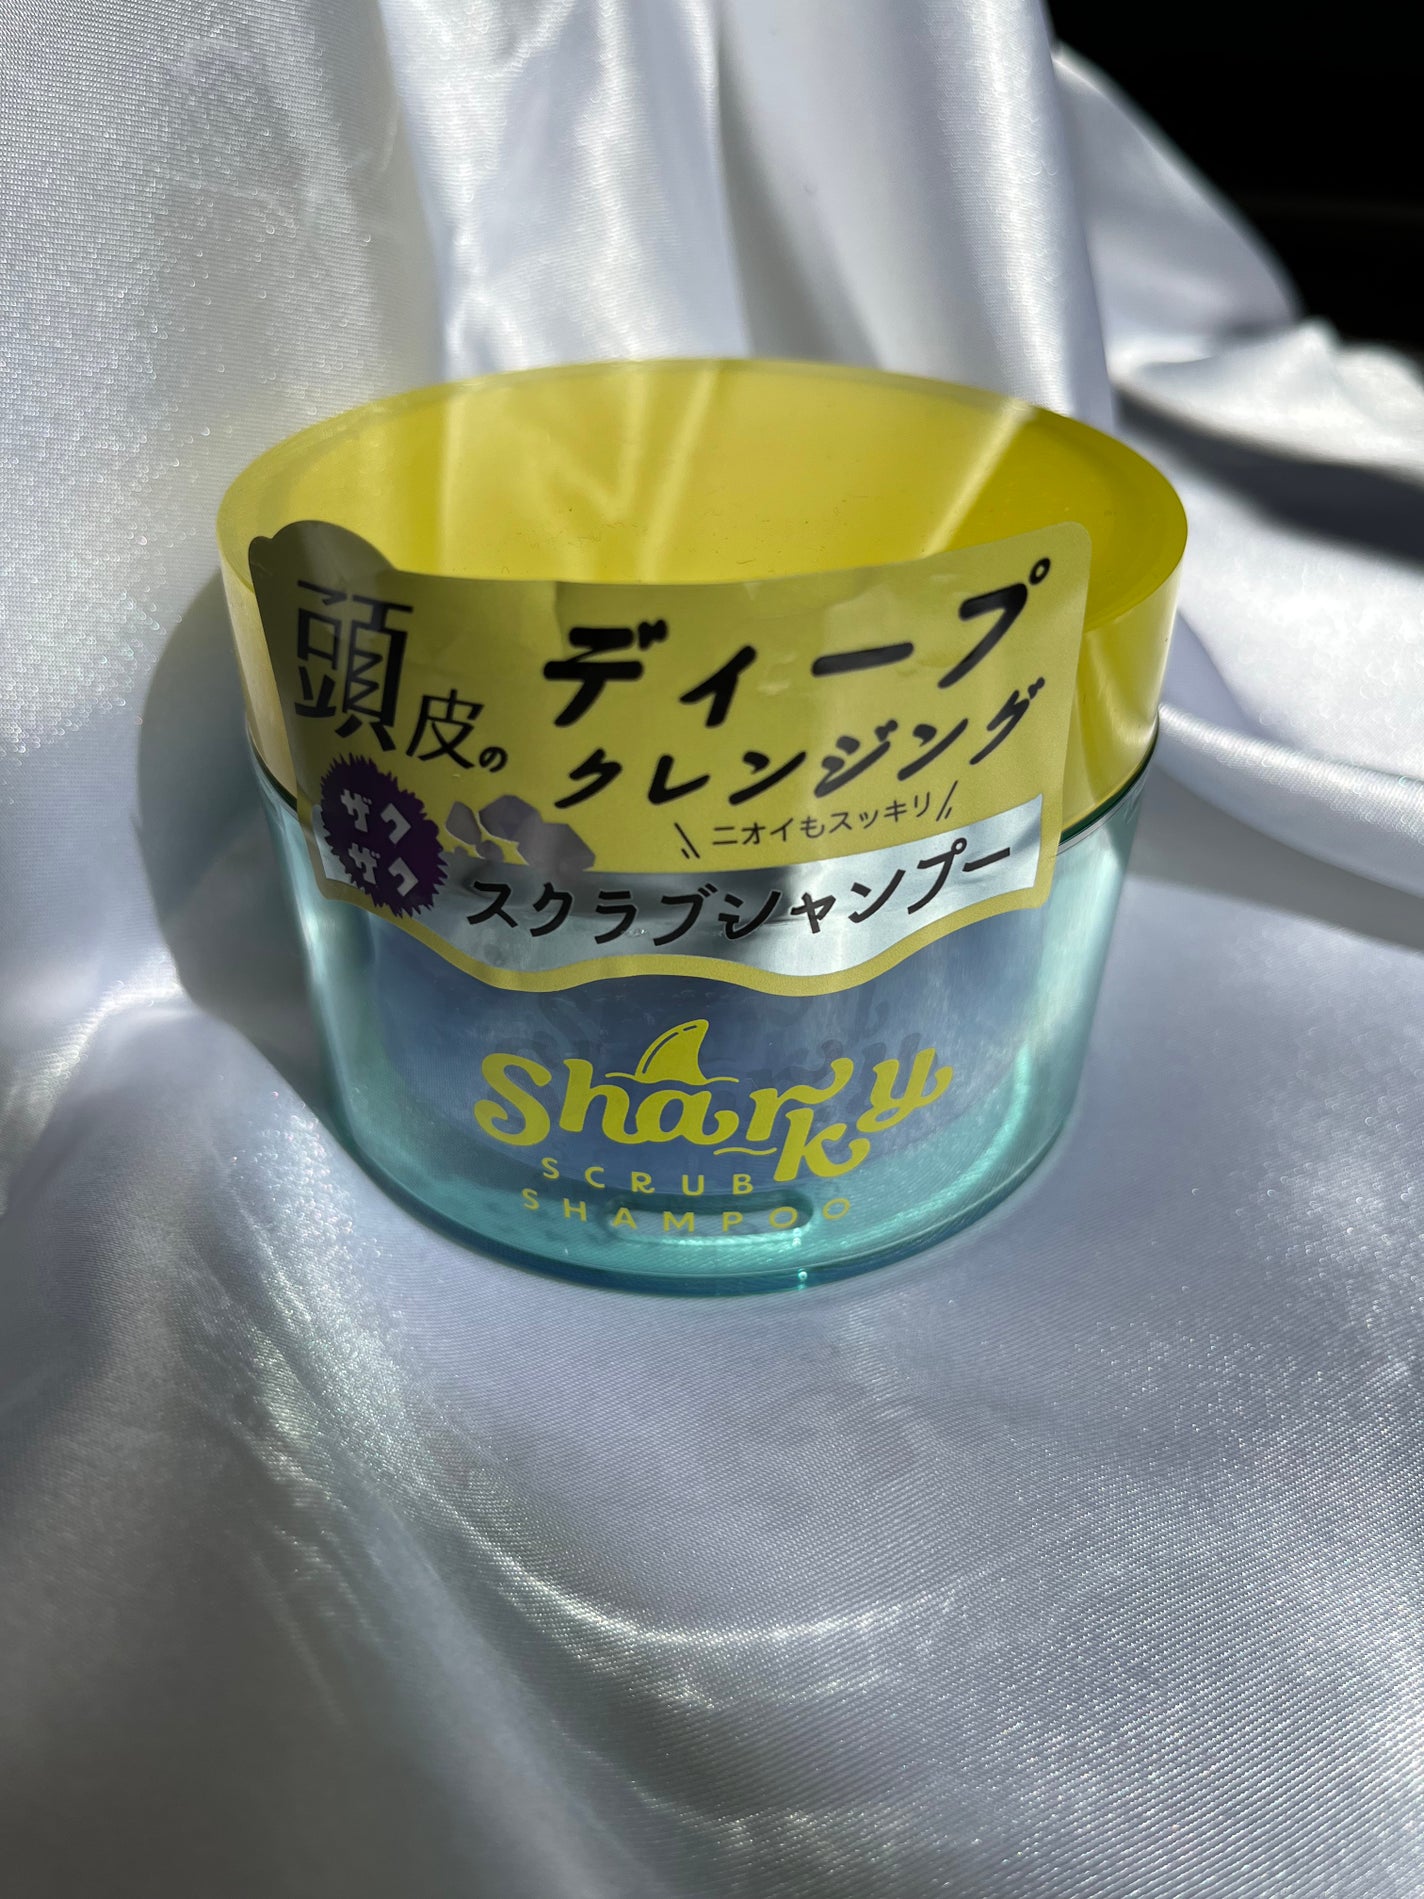 頭皮の
ディープ
クレンジング
ニオイもスッキリ
ザク
ザク
スクラブシャンプー
Sharky
SCRUB
SHAMPOO